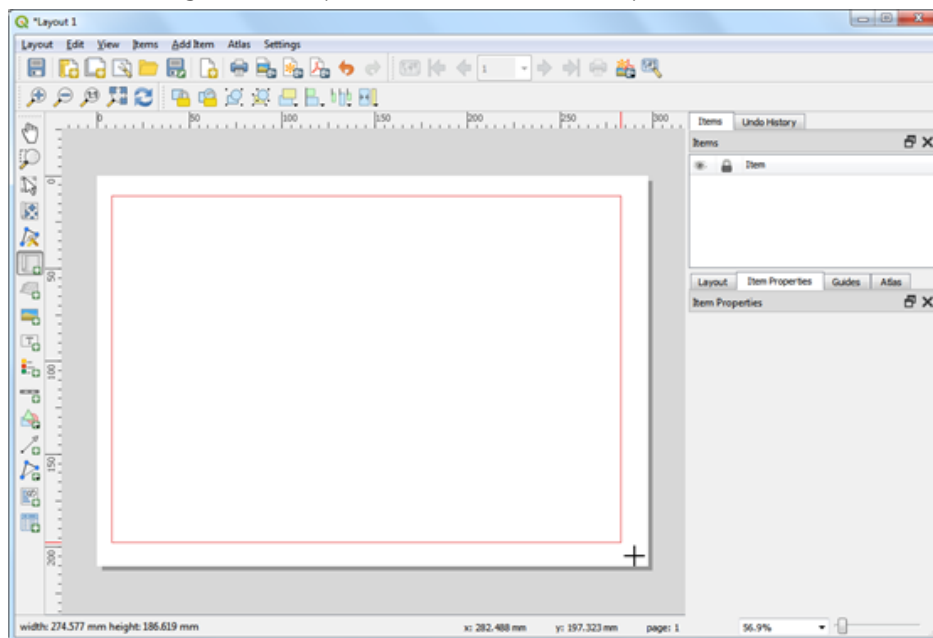 *Layout 1
Layout Edit View Items Add Item Atlas Settings
1
0 50 100 150 200 250 300
Items Undo History
Items
Item
0
50
Layout Item Properties Guides Atlas
Item Properties
100
150
200
width: 274.577 mm height: 186.619 mm x: 282.488 mm y: 197.323 mm page: 1 56.9%